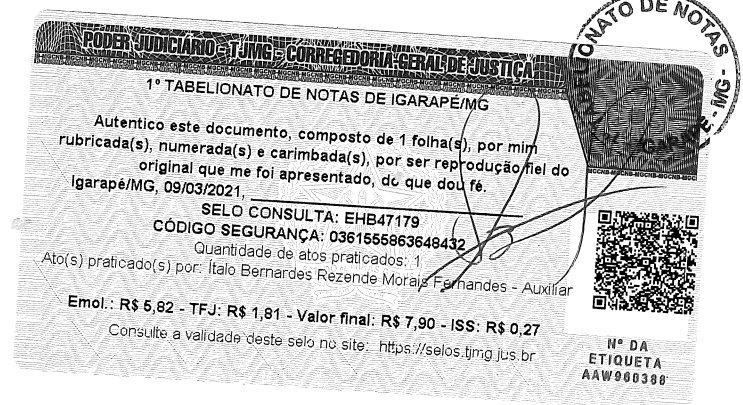 PODER JUDICIÁRIO - TJMG - CORREGEDORIA-GERAL DE JUSTIÇA
1º TABELIONATO DE NOTAS DE IGARAPÉ/MG
Autentico este documento, composto de 1 folha(s), por mim
rubricada(s), numerada(s) e carimbada(s), por ser reprodução fiel do
original que me foi apresentado, do que dou fé.
Igarapé/MG, 09/03/2021,
SELO CONSULTA: EHB47179
CÓDIGO SEGURANÇA: 0361555863648432
Quantidade de atos praticados: 1
Ato(s) praticado(s) por: Ítalo Bernardes Rezende Morais Fernandes - Auxiliar
Emol.: R$ 5,82 - TFJ: R$ 1,81 - Valor final: R$ 7,90 - ISS: R$ 0,27
Consulte a validade deste selo no site: https://selos.tjmg.jus.br
TABELIONATO DE NOTAS
IGARAPÉ - MG -
Nº DA
ETIQUETA
AAW960388